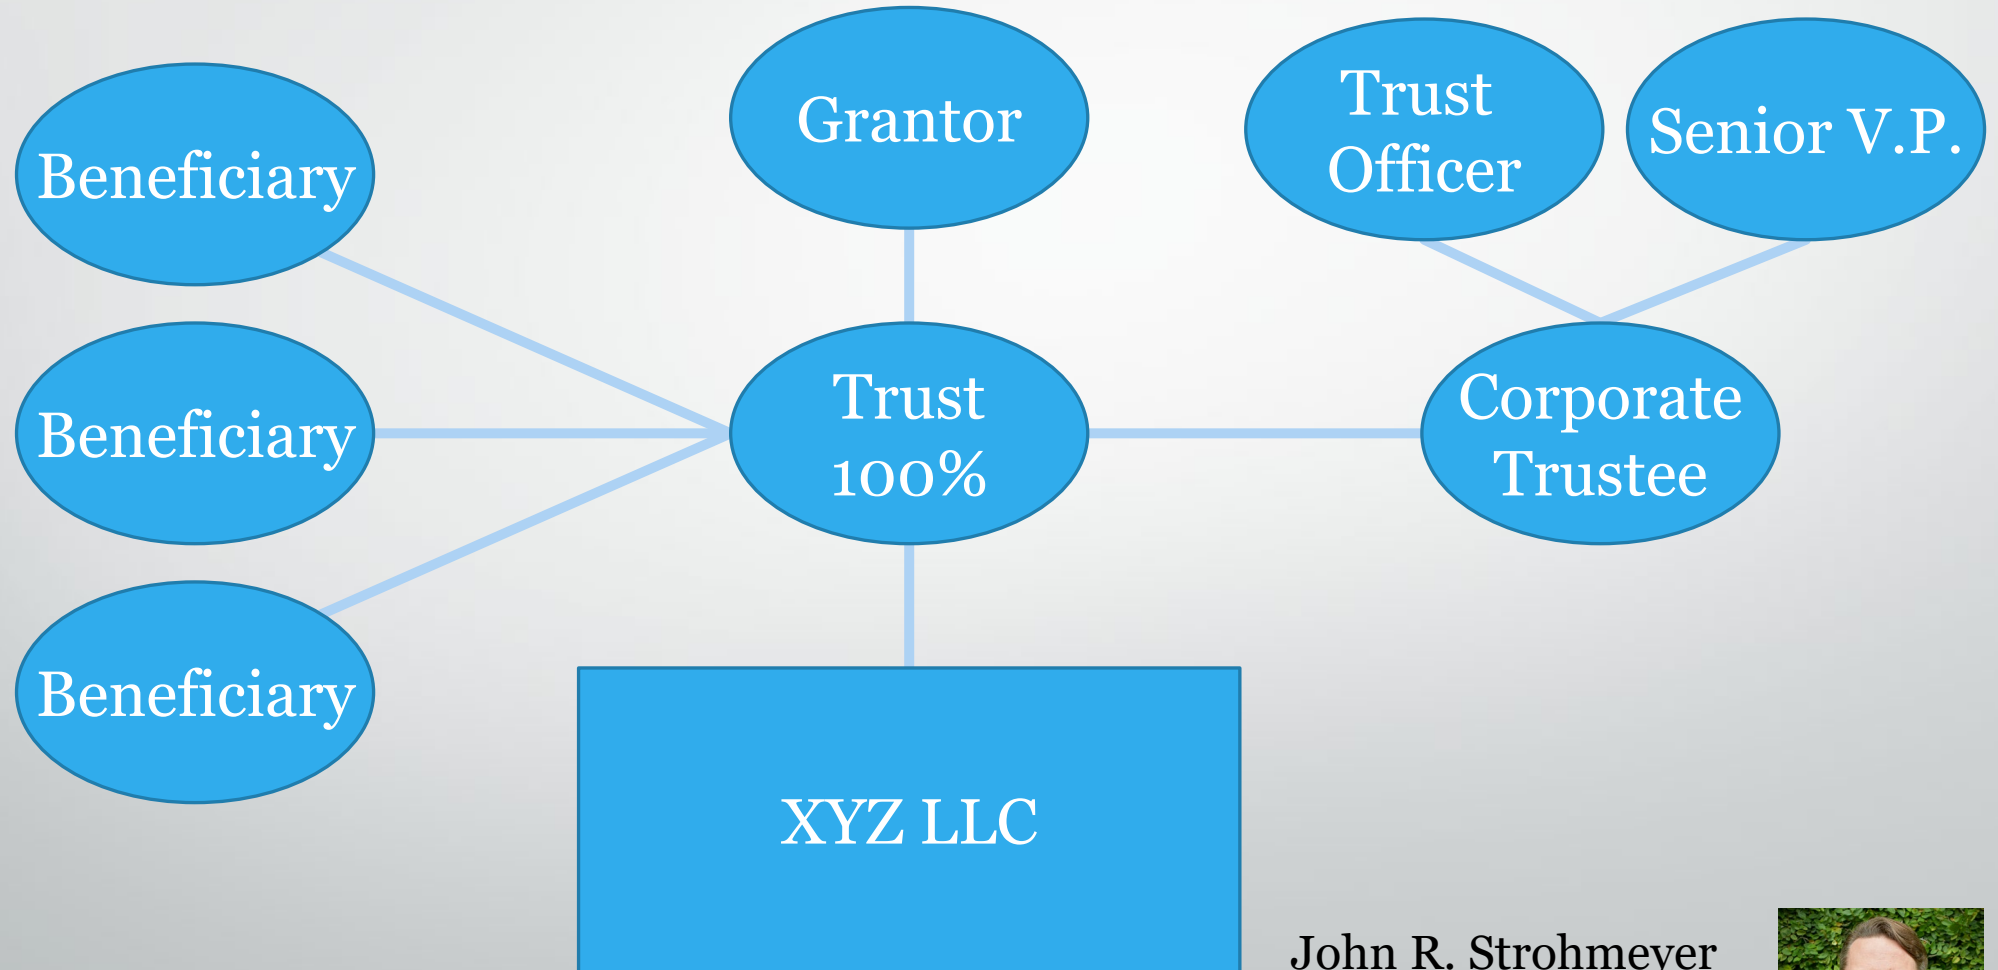 Grantor
Trust
Officer
Senior V.P.
Beneficiary
Beneficiary
Trust
100%
Corporate
Trustee
Beneficiary
XYZ LLC
John R. Strohmeyer